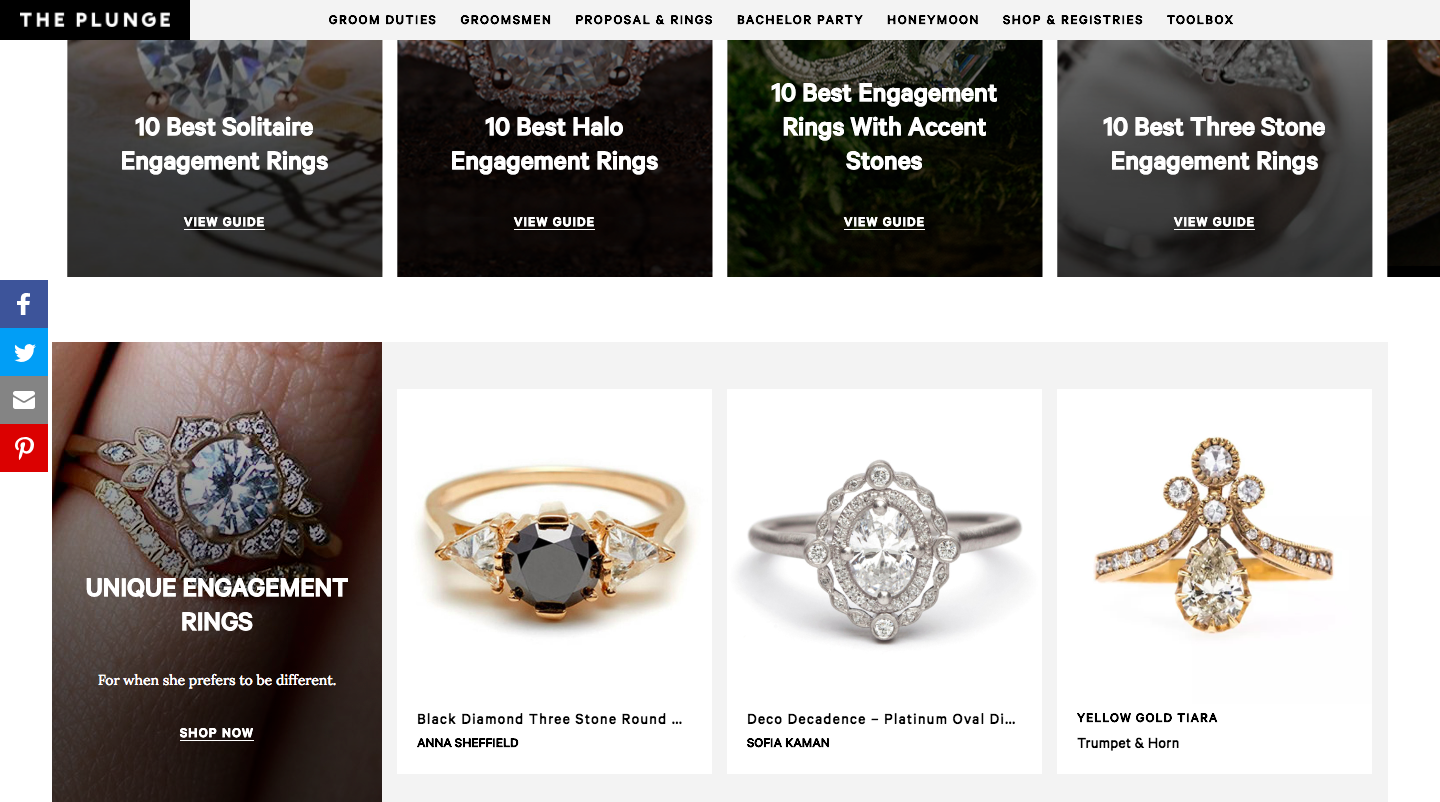 THE PLUNGE
GROOM DUTIES
GROOMSMEN
PROPOSAL & RINGS
BACHELOR PARTY
HONEYMOON
SHOP & REGISTRIES
TOOLBOX
10 Best Solitaire
Engagement Rings
VIEW GUIDE
10 Best Halo
Engagement Rings
VIEW GUIDE
10 Best Engagement
Rings With Accent
Stones
VIEW GUIDE
10 Best Three Stone
Engagement Rings
VIEW GUIDE
UNIQUE ENGAGEMENT
RINGS
For when she prefers to be different.
SHOP NOW
Black Diamond Three Stone Round ...
ANNA SHEFFIELD
Deco Decadence – Platinum Oval Di...
SOFIA KAMAN
YELLOW GOLD TIARA
Trumpet & Horn